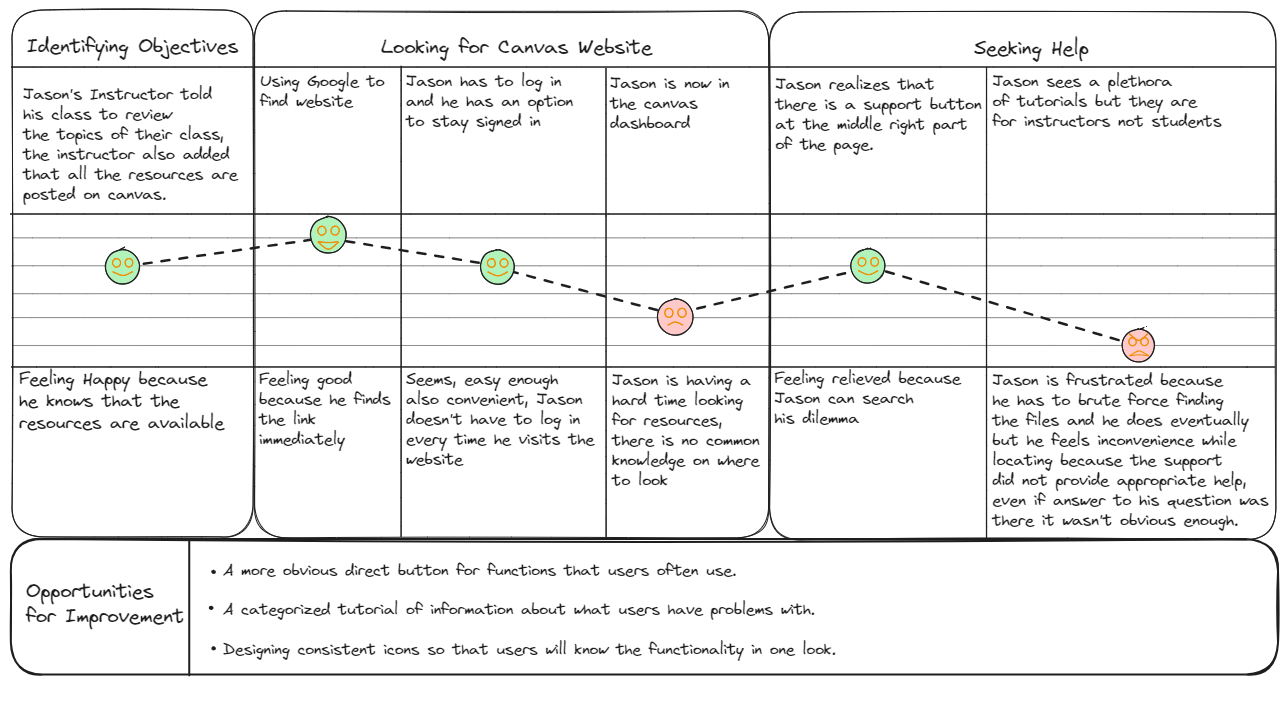 Identifying Objectives
Looking for Canvas Website
Seeking Help
Jason's Instructor told
his class to review
the topics of their class,
the instructor also added
that all the resources are
posted on canvas.
Using Google to
find website
Jason has to log in
and he has an option
to stay signed in
Jason is now in
the canvas
dashboard
Jason realizes that
there is a support button
at the middle right part
of the page.
Jason sees a plethora
of tutorials but they are
for instructors not students
Feeling Happy because
he knows that the
resources are available
Feeling good
because he finds
the link
immediately
Seems, easy enough
also convenient, Jason
doesn't have to log in
every time he visits the
website
Jason is having a
hard time looking
for resources,
there is no common
knowledge on where
to look
Feeling relieved because
Jason can search
his dilemma
Jason is frustrated because
he has to brute force finding
the files and he does eventually
but he feels inconvenience while
locating because the support
did not provide appropriate help,
even if answer to his question was
there it wasn't obvious enough.
Opportunities
for Improvement
• A more obvious direct button for functions that users often use.
• A categorized tutorial of information about what users have problems with.
• Designing consistent icons so that users will know the functionality in one look.